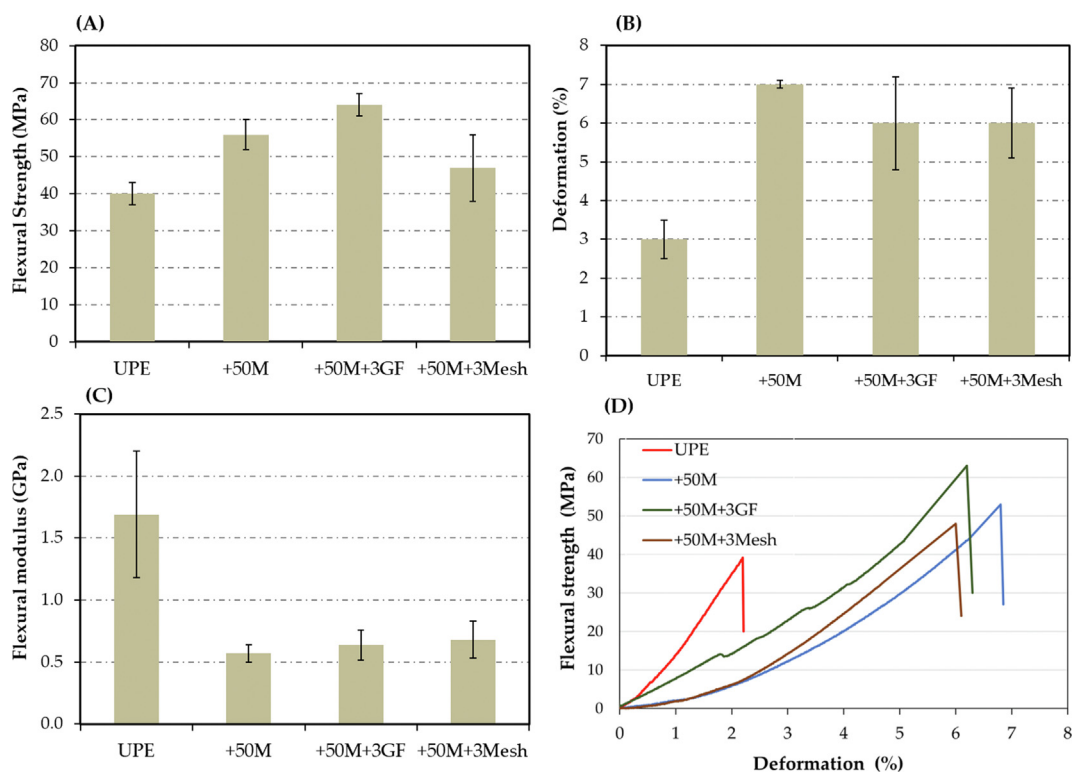 (A)
Flexural Strength (MPa)
80
70
60
50
40
30
20
10
0
UPE +50M +50M+3GF +50M+3Mesh
(B)
Deformation (%)
8
7
6
5
4
3
2
1
0
UPE +50M +50M+3GF +50M+3Mesh
(C)
Flexural modulus (GPa)
2.5
2.0
1.5
1.0
0.5
0.0
UPE +50M +50M+3GF +50M+3Mesh
(D)
Flexural strength (MPa)
70
60
50
40
30
20
10
0
UPE
+50M
+50M+3GF
+50M+3Mesh
0 1 2 3 4 5 6 7 8
Deformation (%)